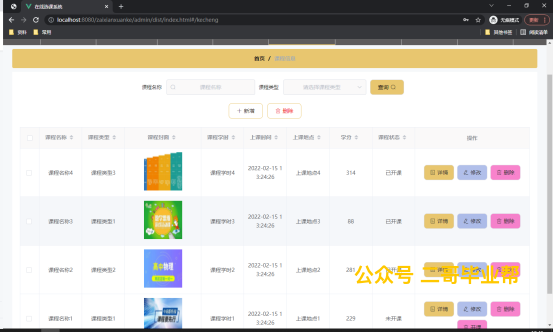 在线选课系统
localhost:8080/zaixianxuanke/admin/dist/index.html#/kecheng
无痕模式
更新
资料 常用
其他书签 阅读清单
首页 / 课程信息
课程名称 课程名称 课程类型 请选择课程类型 查询
+ 新增 删除
课程名称 课程类型 课程封面 课程学时 上课时间 上课地点 学分 课程状态 操作
课程名称4 课程类型3 课程学时4 2022-02-15 13:24:26 上课地点4 314 已开课 详情 修改 删除
课程名称3 课程类型1 课程学时3 2022-02-15 13:24:26 上课地点3 66 已开课 详情 修改 删除
课程名称2 课程类型2 高中物理 课程学时2 2022-02-15 13:24:26 上课地点2 281
公众号 二哥毕业帮
课程名称1 课程类型1 课程学时1 2022-02-15 13:24:26 上课地点1 229 未开课 详情 修改 删除
开课